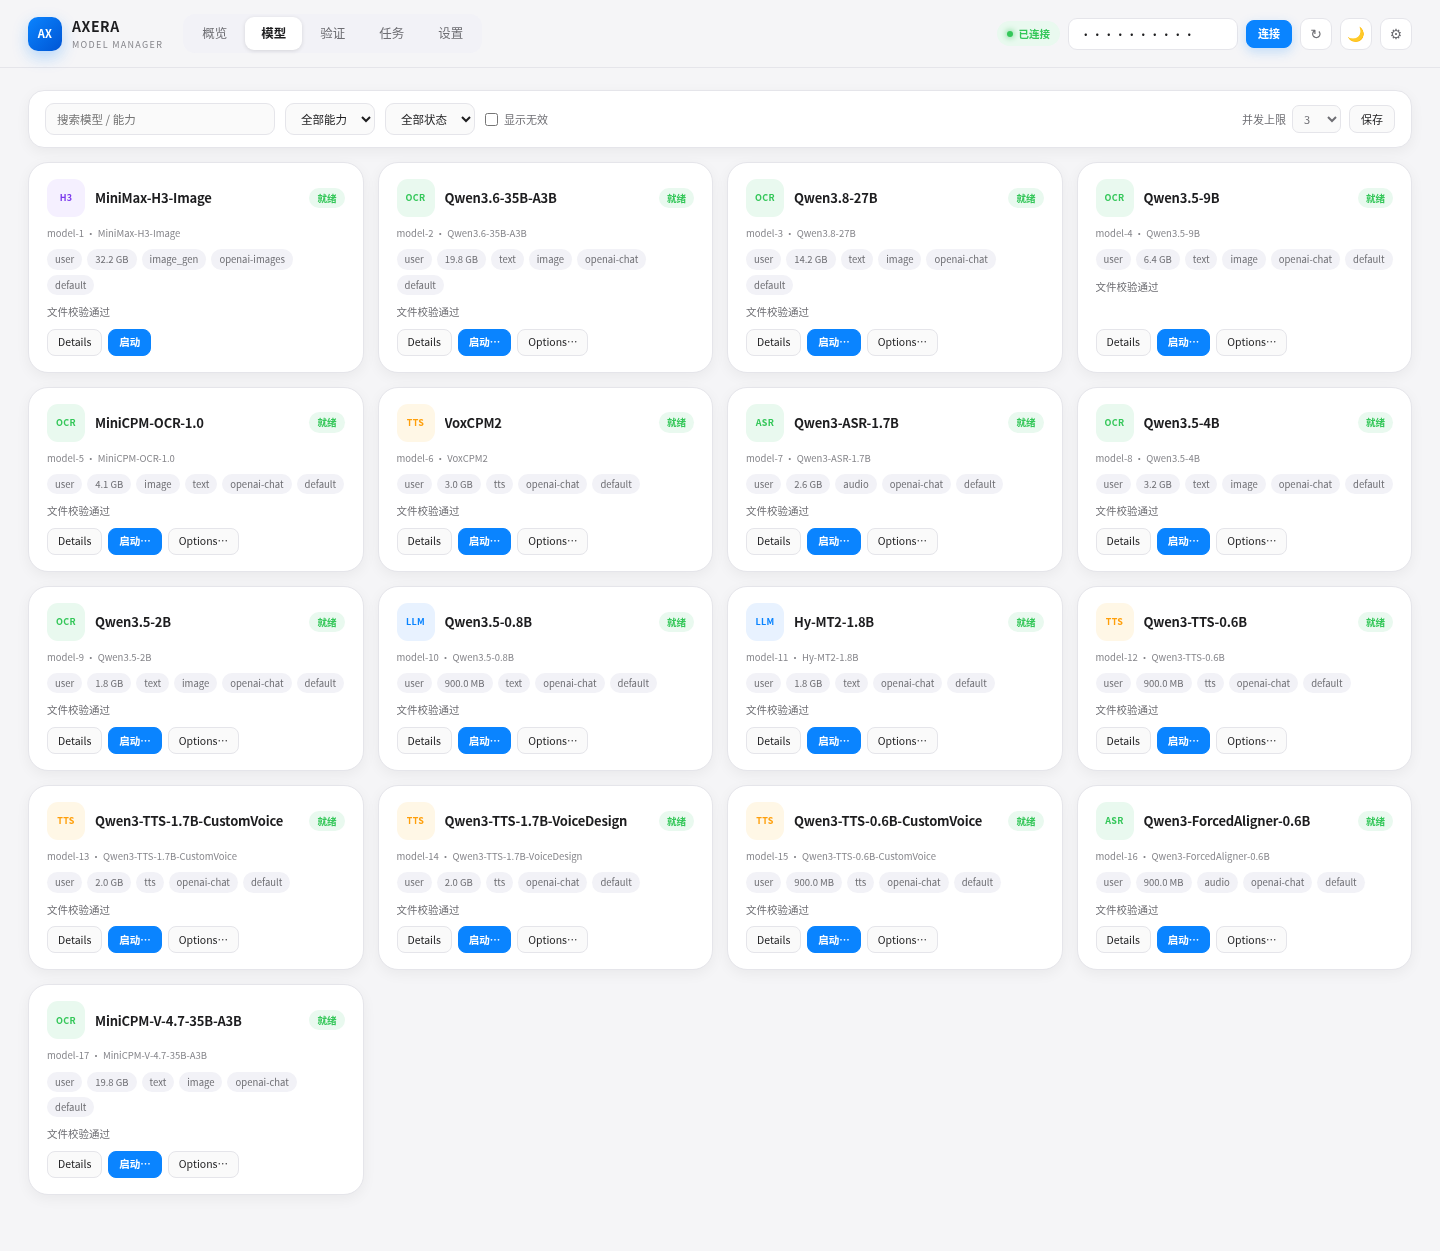 AX AXERA
MODEL MANAGER
概览 模型 验证 任务 设置
已连接 •••••••••• 连接
搜索模型 / 能力 全部能力 全部状态 显示无效 并发上限 3 保存
H3 MiniMax-H3-Image 就绪
model-1 • MiniMax-H3-Image
user 32.2 GB image_gen openai-images
default
文件校验通过
Details 启动
OCR Qwen3.6-35B-A3B 就绪
model-2 • Qwen3.6-35B-A3B
user 19.8 GB text image openai-chat
default
文件校验通过
Details 启动… Options…
OCR Qwen3.8-27B 就绪
model-3 • Qwen3.8-27B
user 14.2 GB text image openai-chat
default
文件校验通过
Details 启动… Options…
OCR Qwen3.5-9B 就绪
model-4 • Qwen3.5-9B
user 6.4 GB text image openai-chat default
文件校验通过
Details 启动… Options…
OCR MiniCPM-OCR-1.0 就绪
model-5 • MiniCPM-OCR-1.0
user 4.1 GB image text openai-chat default
文件校验通过
Details 启动… Options…
TTS VoxCPM2 就绪
model-6 • VoxCPM2
user 3.0 GB tts openai-chat default
文件校验通过
Details 启动… Options…
ASR Qwen3-ASR-1.7B 就绪
model-7 • Qwen3-ASR-1.7B
user 2.6 GB audio openai-chat default
文件校验通过
Details 启动… Options…
OCR Qwen3.5-4B 就绪
model-8 • Qwen3.5-4B
user 3.2 GB text image openai-chat default
文件校验通过
Details 启动… Options…
OCR Qwen3.5-2B 就绪
model-9 • Qwen3.5-2B
user 1.8 GB text image openai-chat default
文件校验通过
Details 启动… Options…
LLM Qwen3.5-0.8B 就绪
model-10 • Qwen3.5-0.8B
user 900.0 MB text openai-chat default
文件校验通过
Details 启动… Options…
LLM Hy-MT2-1.8B 就绪
model-11 • Hy-MT2-1.8B
user 1.8 GB text openai-chat default
文件校验通过
Details 启动… Options…
TTS Qwen3-TTS-0.6B 就绪
model-12 • Qwen3-TTS-0.6B
user 900.0 MB tts openai-chat default
文件校验通过
Details 启动… Options…
TTS Qwen3-TTS-1.7B-CustomVoice 就绪
model-13 • Qwen3-TTS-1.7B-CustomVoice
user 2.0 GB tts openai-chat default
文件校验通过
Details 启动… Options…
TTS Qwen3-TTS-1.7B-VoiceDesign 就绪
model-14 • Qwen3-TTS-1.7B-VoiceDesign
user 2.0 GB tts openai-chat default
文件校验通过
Details 启动… Options…
TTS Qwen3-TTS-0.6B-CustomVoice 就绪
model-15 • Qwen3-TTS-0.6B-CustomVoice
user 900.0 MB tts openai-chat default
文件校验通过
Details 启动… Options…
ASR Qwen3-ForcedAligner-0.6B 就绪
model-16 • Qwen3-ForcedAligner-0.6B
user 900.0 MB audio openai-chat default
文件校验通过
Details 启动… Options…
OCR MiniCPM-V-4.7-35B-A3B 就绪
model-17 • MiniCPM-V-4.7-35B-A3B
user 19.8 GB text image openai-chat
default
文件校验通过
Details 启动… Options…